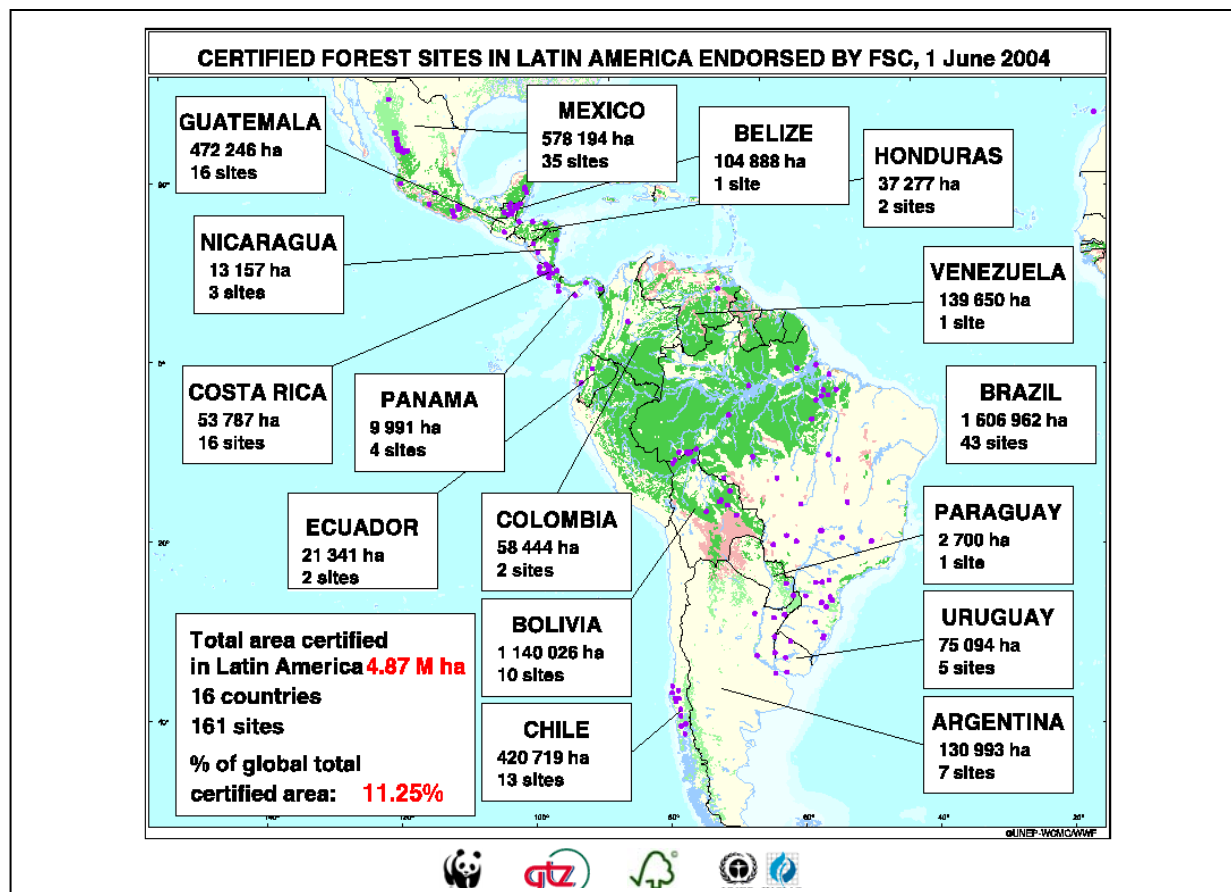 CERTIFIED FOREST SITES IN LATIN AMERICA ENDORSED BY FSC, 1 June 2004
GUATEMALA
472 246 ha
16 sites
MEXICO
578 194 ha
35 sites
BELIZE
104 888 ha
1 site
HONDURAS
37 277 ha
2 sites
NICARAGUA
13 157 ha
3 sites
VENEZUELA
139 650 ha
1 site
COSTA RICA
53 787 ha
16 sites
PANAMA
9 991 ha
4 sites
BRAZIL
1 606 962 ha
43 sites
ECUADOR
21 341 ha
2 sites
COLOMBIA
58 444 ha
2 sites
PARAGUAY
2 700 ha
1 site
BOLIVIA
1 140 026 ha
10 sites
URUGUAY
75 094 ha
5 sites
CHILE
420 719 ha
13 sites
ARGENTINA
130 993 ha
7 sites
Total area certified
in Latin America 4.87 M ha
16 countries
161 sites
% of global total
certified area: 11.25%
©UNEP-WCMC/WWF
gtz